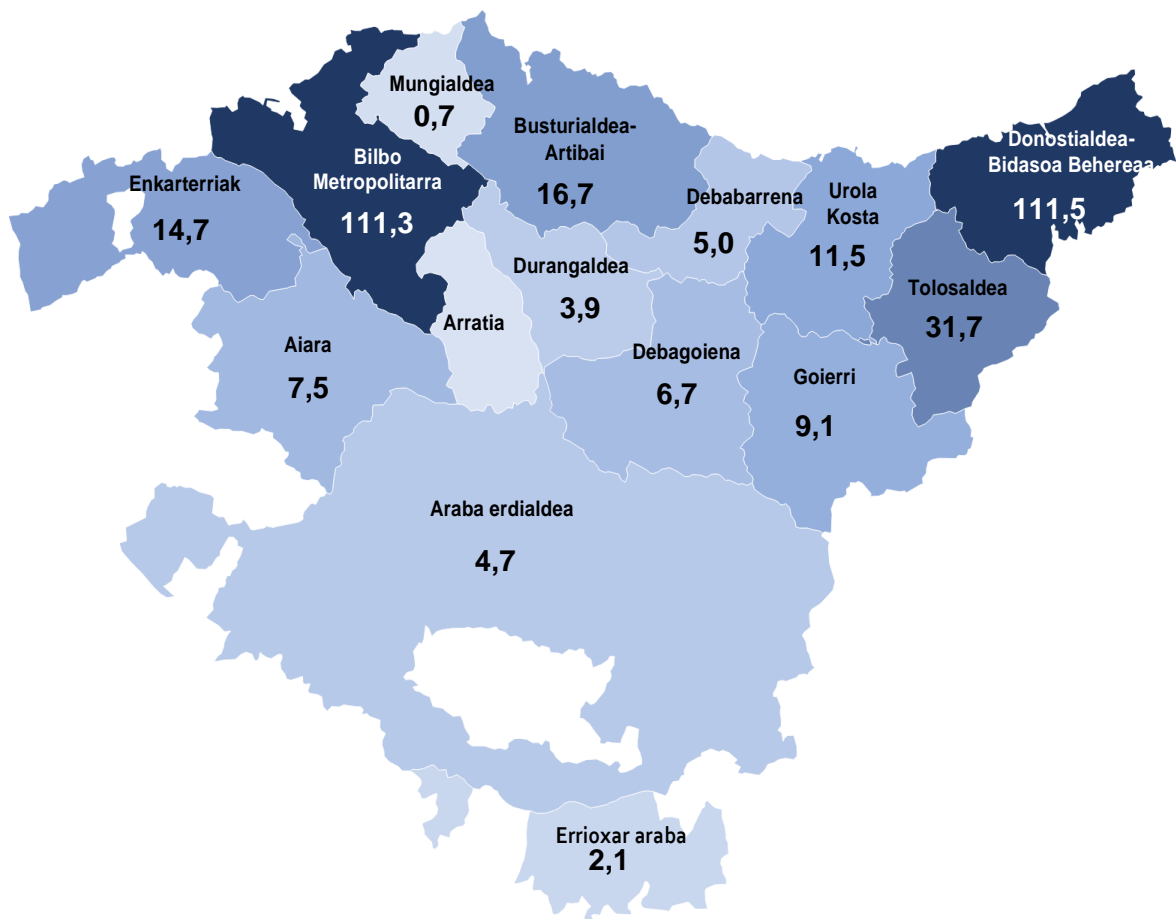 Mungialdea
0,7
Busturialdea-
Artibai
16,7
Bilbo
Metropolitarra
111,3
Enkarterriak
14,7
Debabarrena
5,0
Urola
Kosta
11,5
Donostialdea-
Bidasoa Behereaa
111,5
Durangaldea
3,9
Tolosaldea
31,7
Arratia
Aiara
7,5
Debagoiena
6,7
Goierri
9,1
Araba erdialdea
4,7
Errioxar araba
2,1